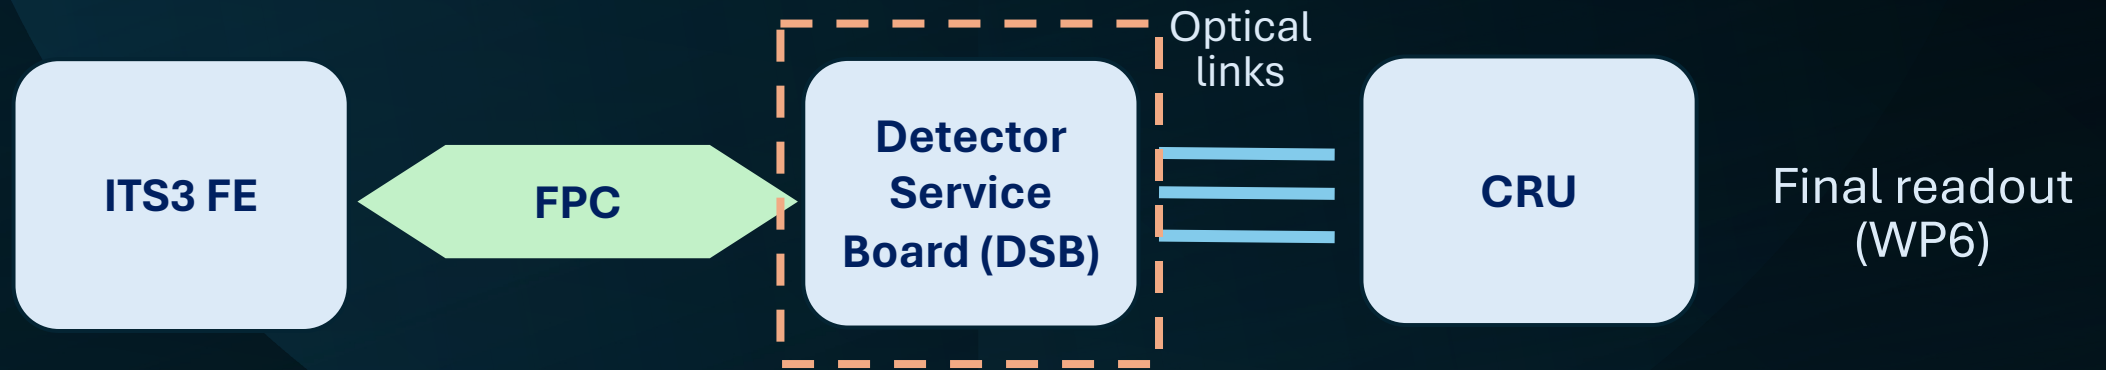 ITS3 FE
FPC
Detector
Service
Board (DSB)
Optical
links
CRU
Final readout
(WP6)